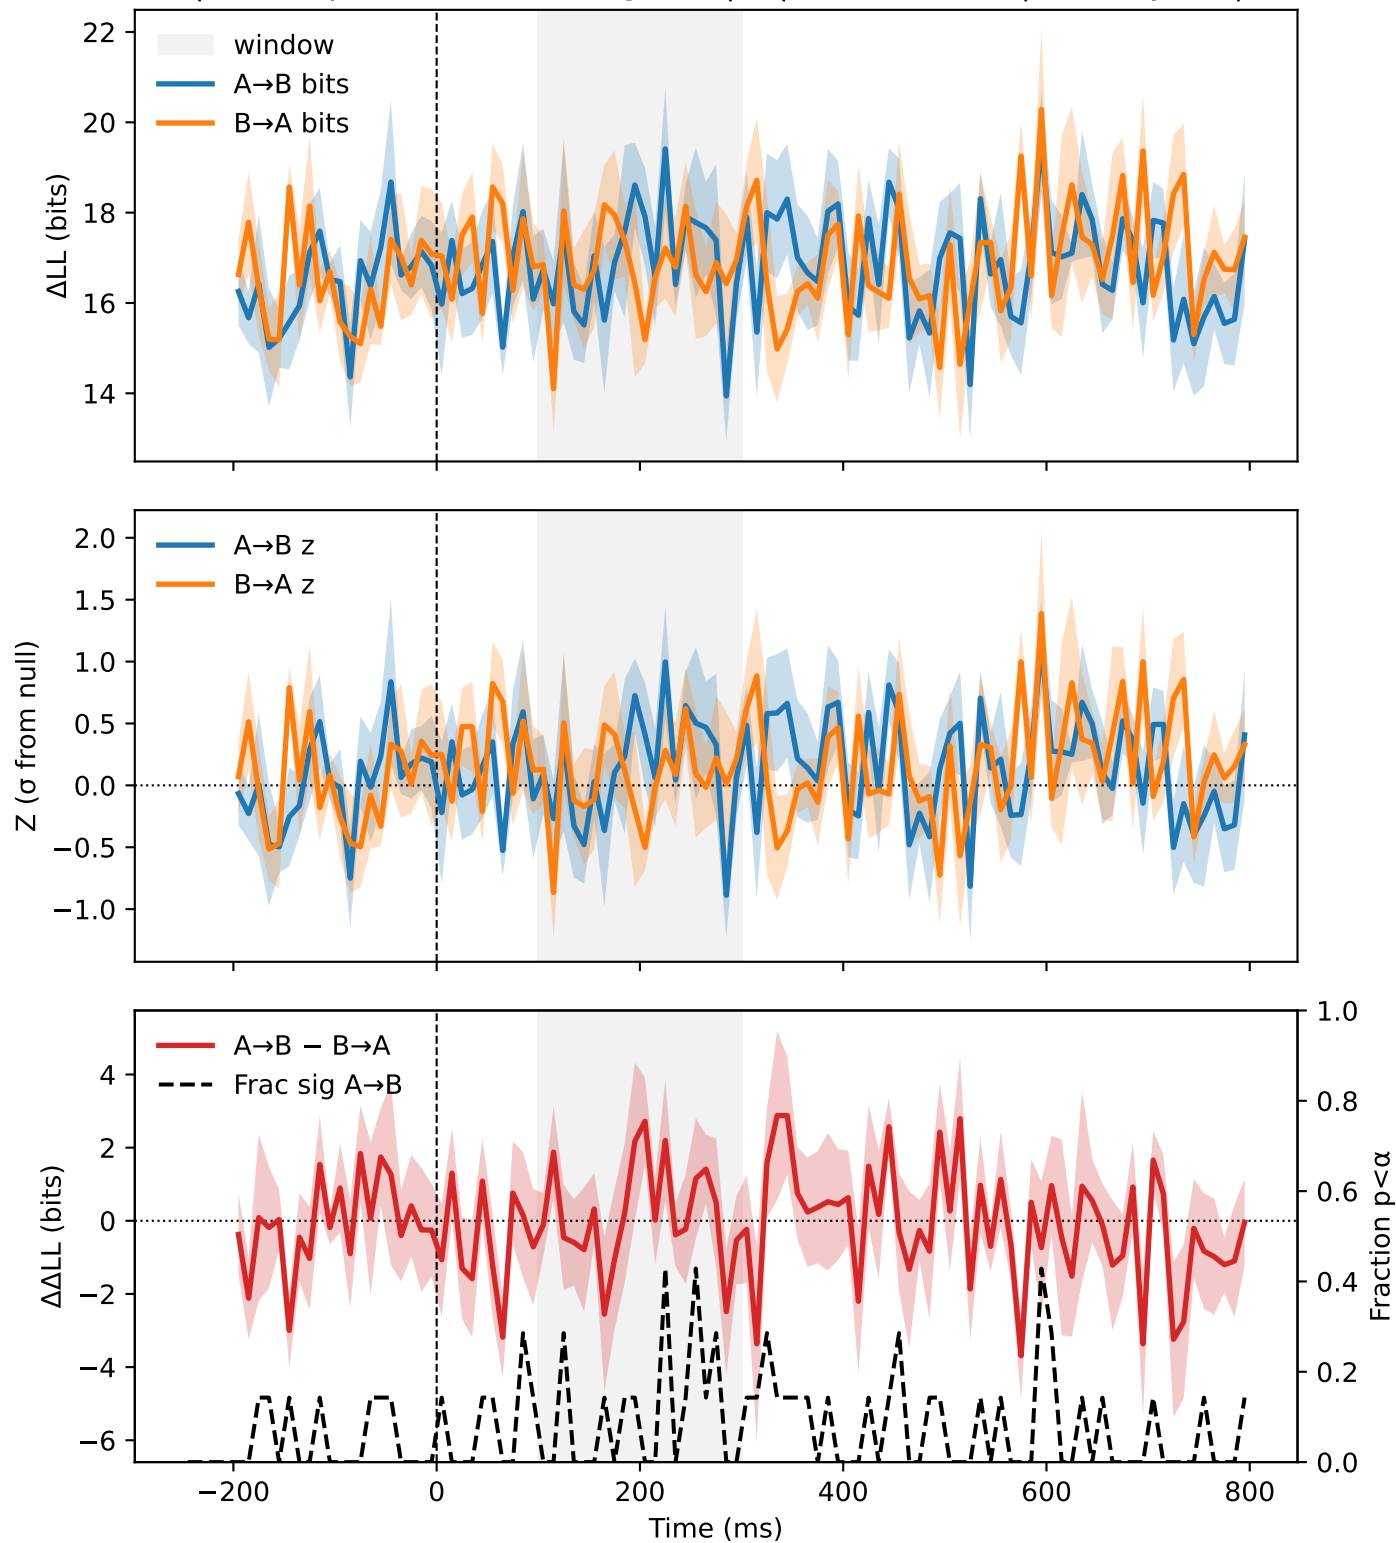 22
20
18
16
14
ΔLL (bits)
window
A→B bits
B→A bits
2.0
1.5
1.0
0.5
0.0
−0.5
−1.0
Z (σ from null)
A→B z
B→A z
4
2
0
−2
−4
−6
ΔΔLL (bits)
A→B − B→A
Frac sig A→B
1.0
0.8
0.6
0.4
0.2
0.0
Fraction p<α
−200 0 200 400 600 800
Time (ms)